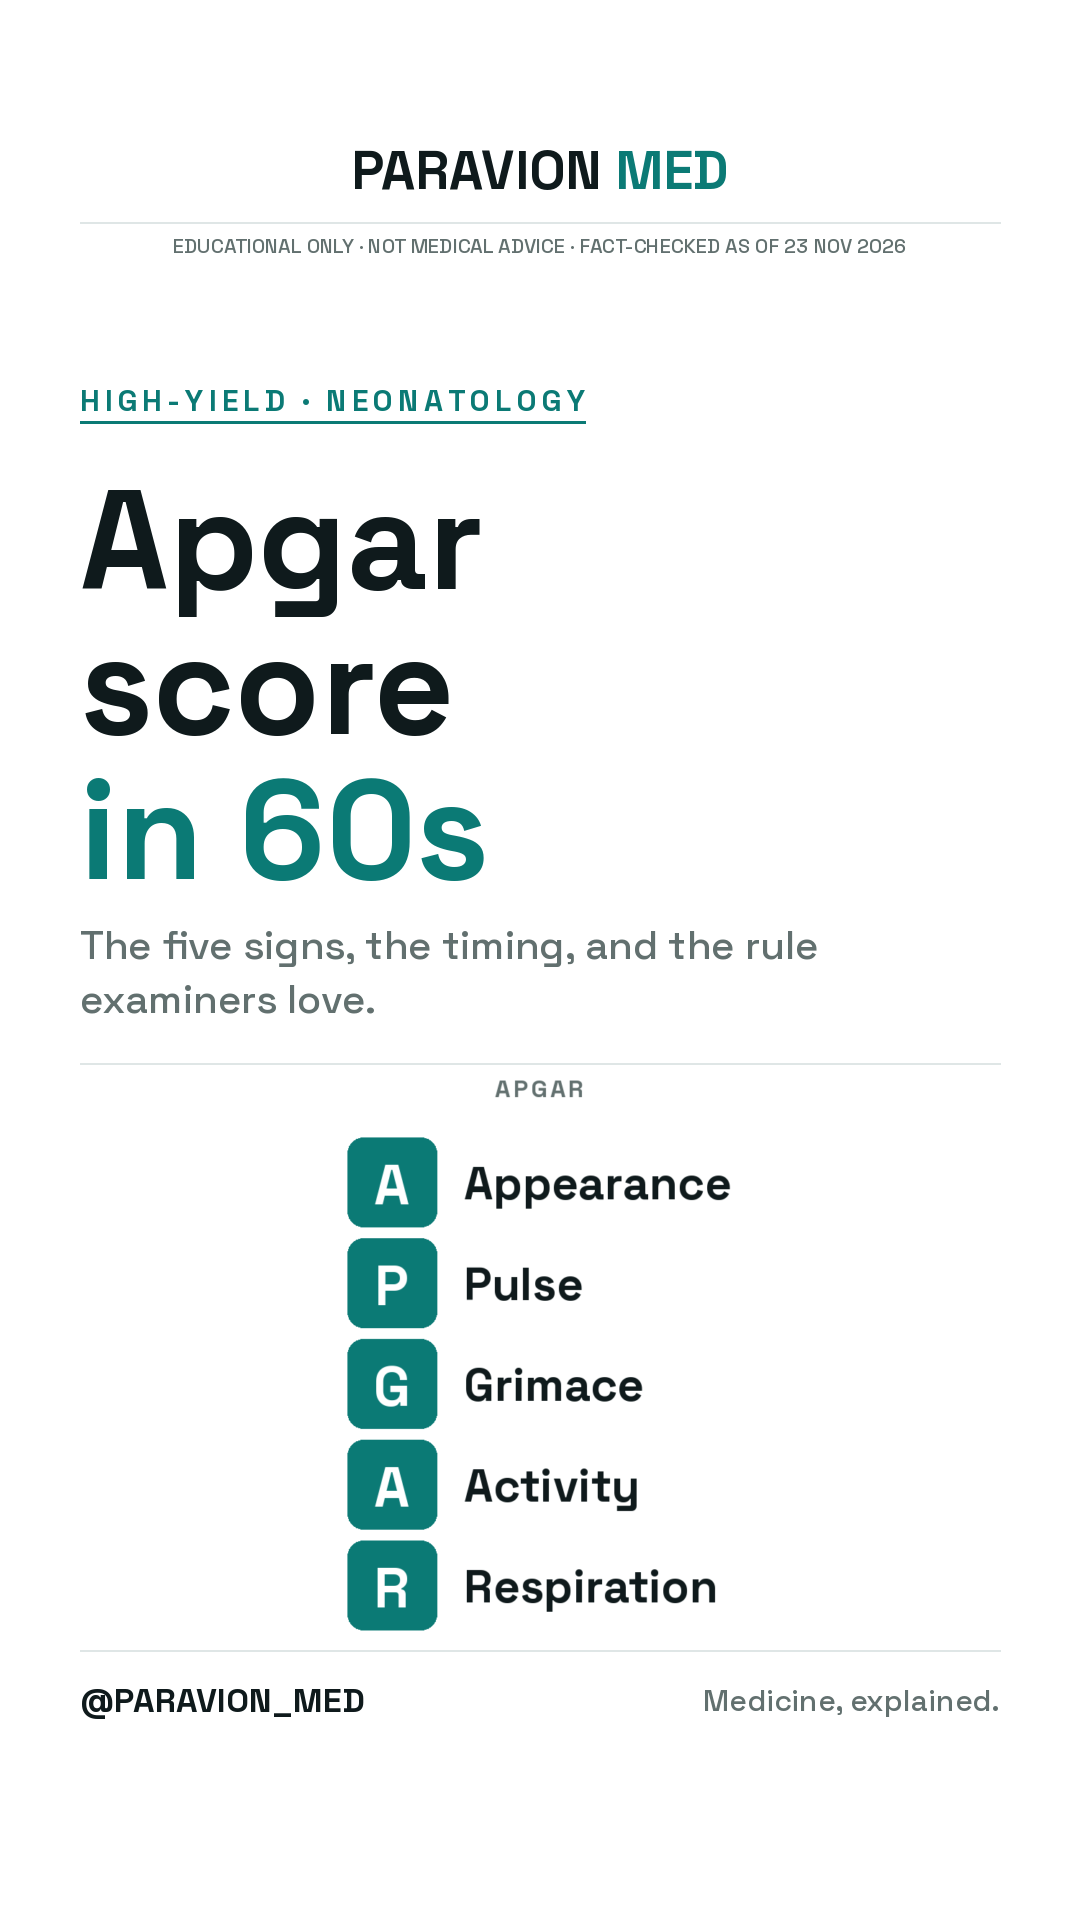 PARAVION MED
EDUCATIONAL ONLY · NOT MEDICAL ADVICE · FACT-CHECKED AS OF 23 NOV 2026
HIGH-YIELD · NEONATOLOGY
Apgar
score
in 60s
The five signs, the timing, and the rule
examiners love.
APGAR
A Appearance
P Pulse
G Grimace
A Activity
R Respiration
@PARAVION_MED Medicine, explained.